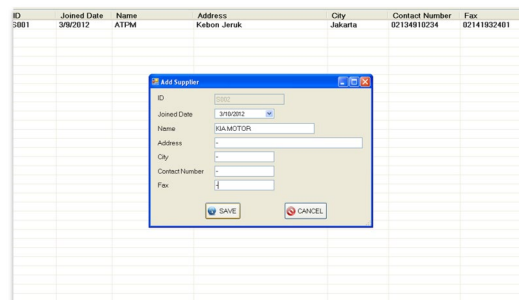 ID Joined Date Name Address City Contact Number Fax
S001 3/9/2012 ATPM Kebon Jeruk Jakarta 02134910234 02141932401
Add Supplier
ID S002
Joined Date 3/10/2012
Name KIA MOTOR
Address -
City -
Contact Number -
Fax -
SAVE CANCEL